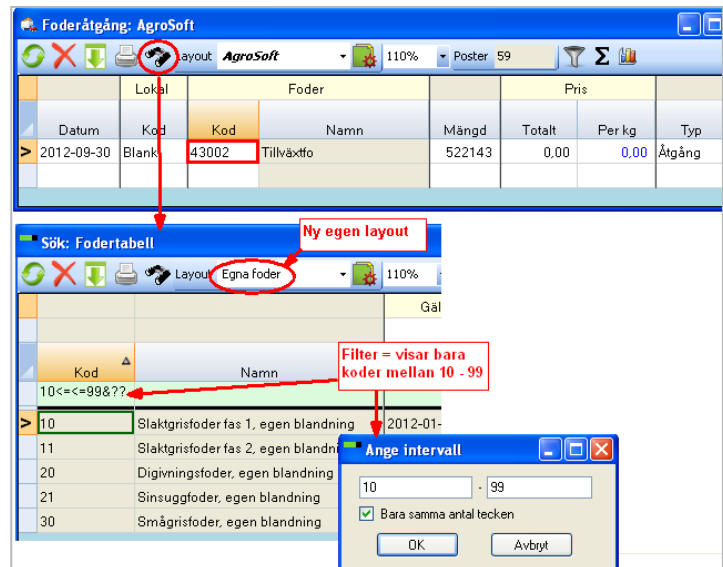 Foderåtgång: AgroSoft
Layout AgroSoft 110% Poster 59
Lokal Foder Pris
Datum Kod Kod Namn Mängd Totalt Per kg Typ
2012-09-30 Blank 43002 Tillväxtfo 522143 0,00 0,00 Åtgång
Ny egen layout
Sök: Fodertabell
Layout Egna foder 110%
Gäl
Kod Namn
Filter = visar bara
koder mellan 10 - 99
10<=<=99&??
10 Slaktgrisfoder fas 1, egen blandning 2012-01-
11 Slaktgrisfoder fas 2, egen blandni
20 Digivningsfoder, egen blandning
21 Sinsuggfoder, egen blandning
30 Smågrisfoder, egen blandning
Ange intervall
10 - 99
Bara samma antal tecken
OK Avbryt